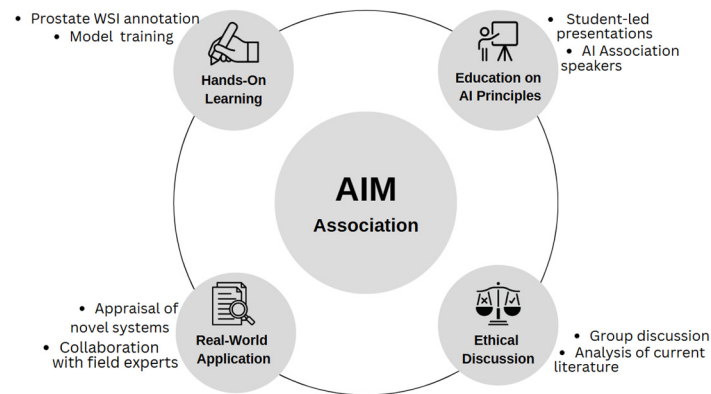 • Prostate WSI annotation
• Model training
Hands-On
Learning
• Student-led
presentations
• AI Association
speakers
Education on
AI Principles
AIM
Association
• Appraisal of
novel systems
• Collaboration
with field experts
Real-World
Application
Ethical
Discussion
• Group discussion
• Analysis of current
literature